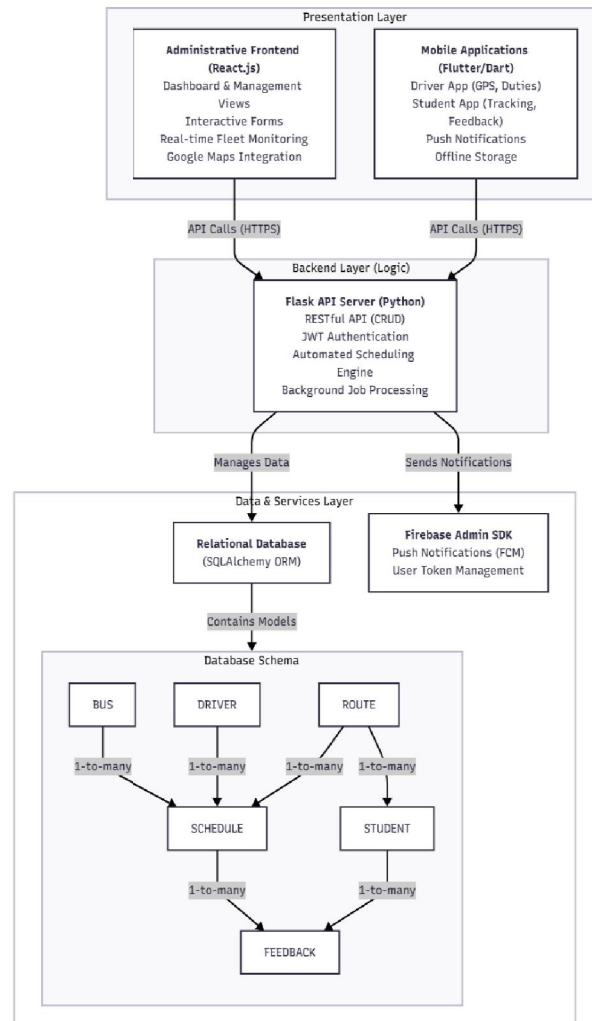 Presentation Layer
Administrative Frontend
(React.js)
Dashboard & Management
Views
Interactive Forms
Real-time Fleet Monitoring
Google Maps Integration
Mobile Applications
(Flutter/Dart)
Driver App (GPS, Duties)
Student App (Tracking,
Feedback)
Push Notifications
Offline Storage
API Calls (HTTPS)
API Calls (HTTPS)
Backend Layer (Logic)
Flask API Server (Python)
RESTful API (CRUD)
JWT Authentication
Automated Scheduling
Engine
Background Job Processing
Manages Data
Sends Notifications
Data & Services Layer
Relational Database
(SQLAlchemy ORM)
Firebase Admin SDK
Push Notifications (FCM)
User Token Management
Contains Models
Database Schema
BUS
DRIVER
ROUTE
1-to-many
1-to-many
1-to-many
1-to-many
SCHEDULE
STUDENT
1-to-many
1-to-many
FEEDBACK